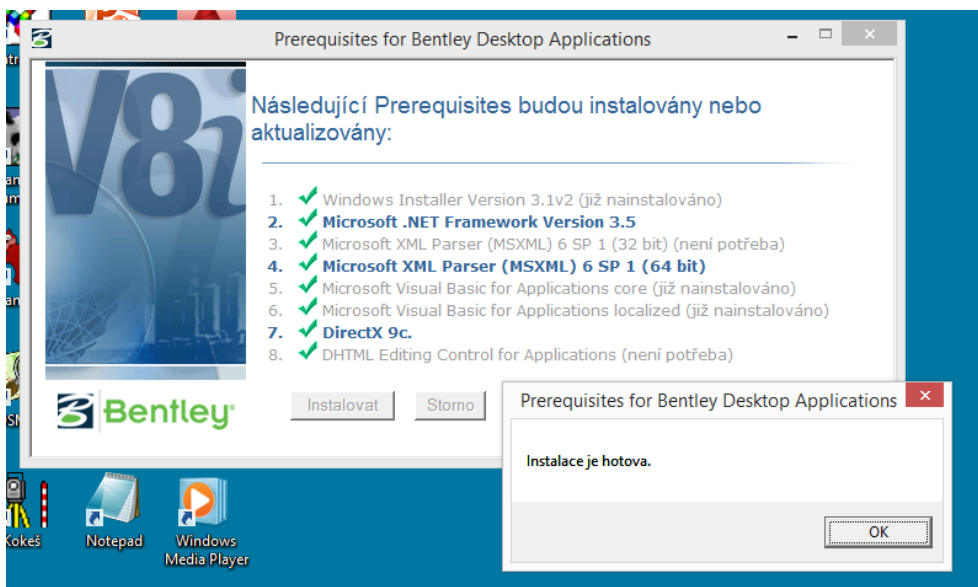 Prerequisites for Bentley Desktop Applications
V8i
Následující Prerequisites budou instalovány nebo
aktualizovány:
1. Windows Installer Version 3.1v2 (již nainstalováno)
2. Microsoft .NET Framework Version 3.5
3. Microsoft XML Parser (MSXML) 6 SP 1 (32 bit) (není potřeba)
4. Microsoft XML Parser (MSXML) 6 SP 1 (64 bit)
5. Microsoft Visual Basic for Applications core (již nainstalováno)
6. Microsoft Visual Basic for Applications localized (již nainstalováno)
7. DirectX 9c.
8. DHTML Editing Control for Applications (není potřeba)
Bentley
Instalovat
Storno
Prerequisites for Bentley Desktop Applications
Instalace je hotova.
OK
Kokeš
Notepad
Windows
Media Player